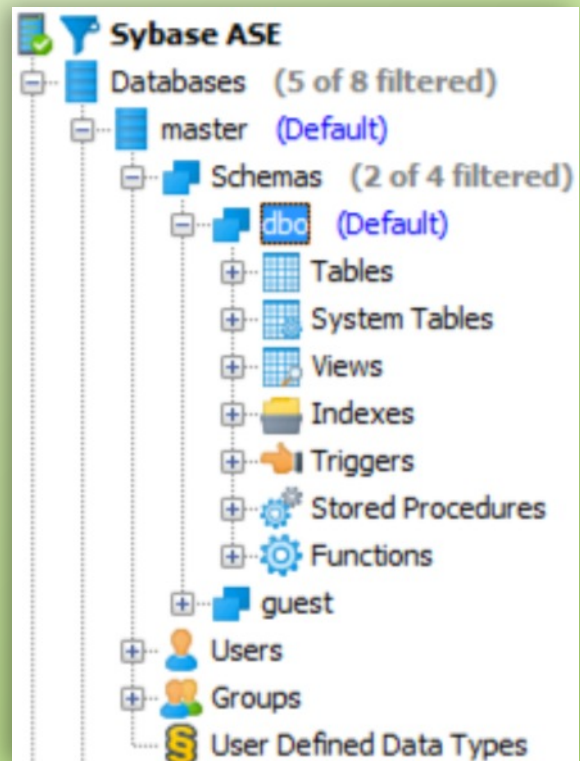 Sybase ASE
Databases (5 of 8 filtered)
master (Default)
Schemas (2 of 4 filtered)
dbo (Default)
Tables
System Tables
Views
Indexes
Triggers
Stored Procedures
Functions
guest
Users
Groups
User Defined Data Types